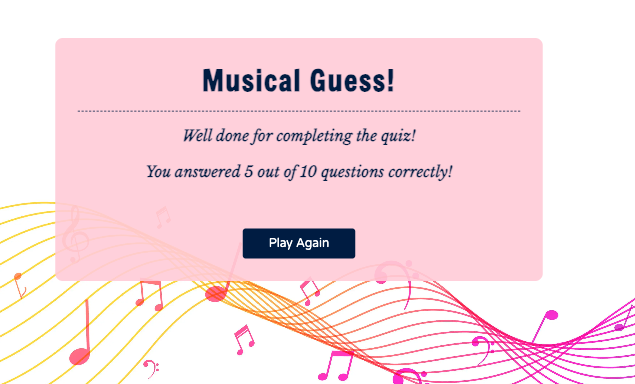 Musical Guess!
Well done for completing the quiz!
You answered 5 out of 10 questions correctly!
Play Again